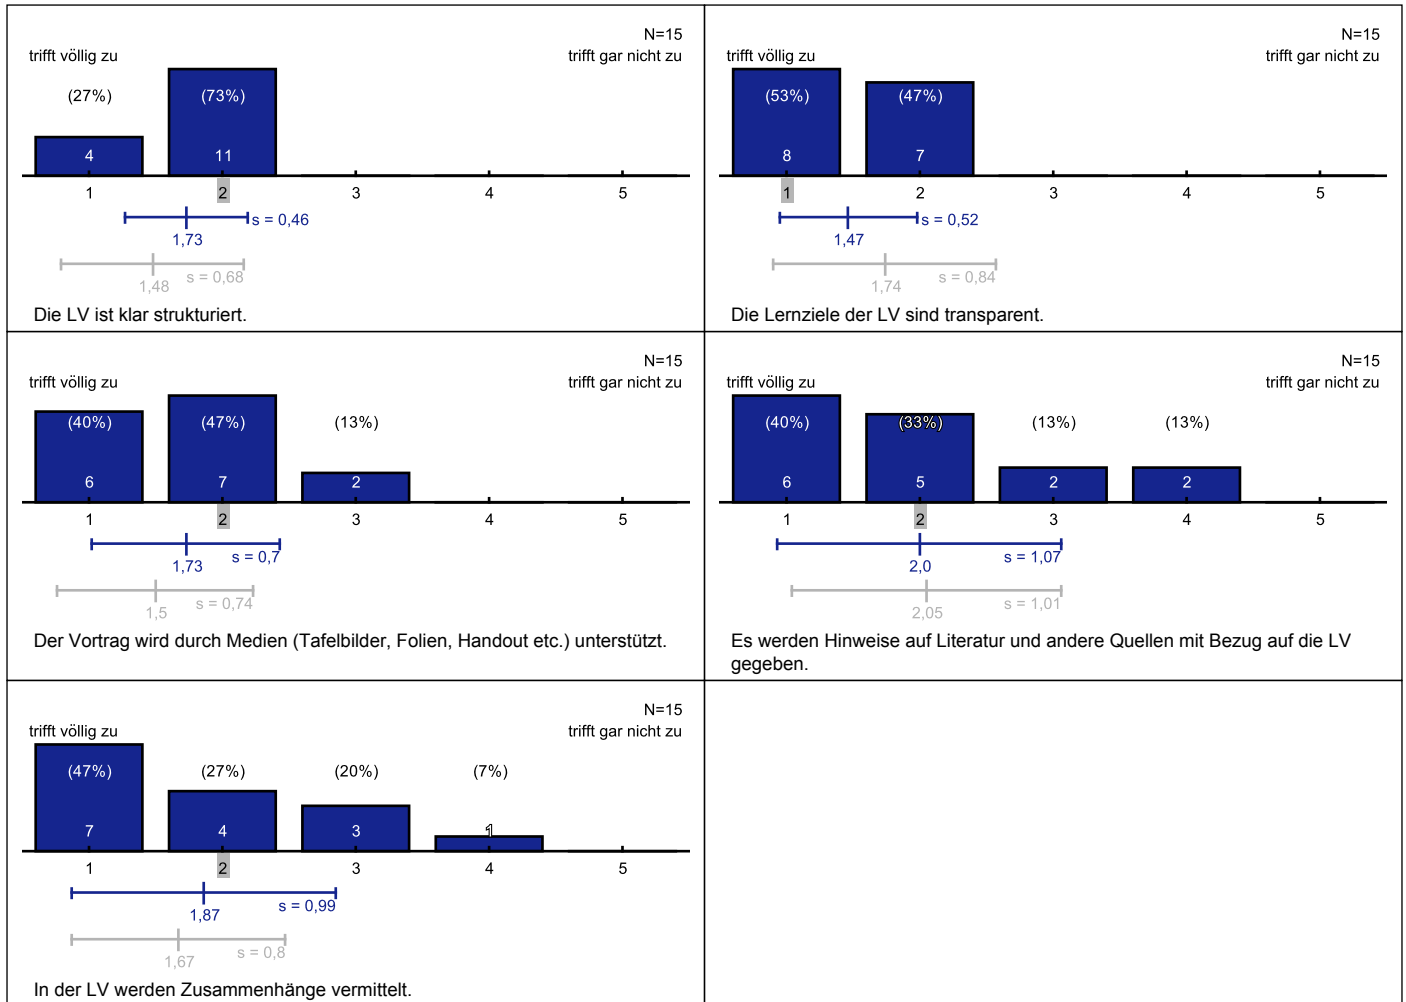 N=15
trifft völlig zu
trifft gar nicht zu
(27%)
(73%)
4
11
1
2
3
4
5
s = 0,46
1,73
s = 0,68
1,48
Die LV ist klar strukturiert.
N=15
trifft völlig zu
trifft gar nicht zu
(53%)
(47%)
8
7
1
2
3
4
5
s = 0,52
1,47
s = 0,84
1,74
Die Lernziele der LV sind transparent.
N=15
trifft völlig zu
trifft gar nicht zu
(40%)
(47%)
(13%)
6
7
2
1
2
3
4
5
s = 0,7
1,73
s = 0,74
1,5
Der Vortrag wird durch Medien (Tafelbilder, Folien, Handout etc.) unterstützt.
N=15
trifft völlig zu
trifft gar nicht zu
(40%)
(33%)
(13%)
(13%)
6
5
2
2
1
2
3
4
5
s = 1,07
2,0
s = 1,01
2,05
Es werden Hinweise auf Literatur und andere Quellen mit Bezug auf die LV
gegeben.
N=15
trifft völlig zu
trifft gar nicht zu
(47%)
(27%)
(20%)
(7%)
7
4
3
1
1
2
3
4
5
s = 0,99
1,87
s = 0,8
1,67
In der LV werden Zusammenhänge vermittelt.